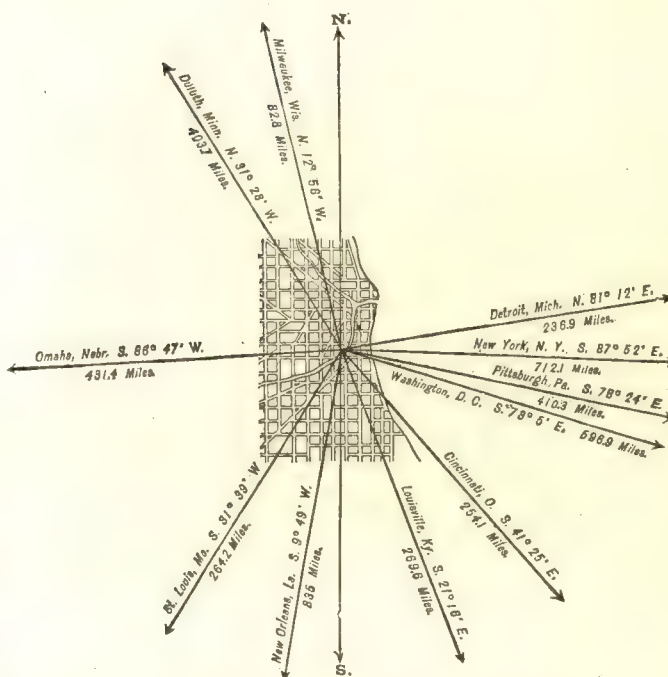 N.
Milwaukee, Wis. N. 12° 56' W.
82.8 Miles.
Duluth, Minn. N. 31° 28' W.
403.7 Miles.
Detroit, Mich. N. 81° 12' E.
236.9 Miles.
New York, N. Y., S. 87° 52' E.
712.1 Miles.
Pittsburgh, Pa. S. 78° 24' E.
410.3 Miles.
Washington, D. C. S. 78° 5' E. 596.9 Miles.
Omaha, Nebr. S. 86° 47' W.
431.4 Miles.
Cincinnati, O. S. 41° 25' E.
254.1 Miles.
Louisville, Ky. S. 21° 16' E.
269.6 Miles.
St. Louis, Mo. S. 31° 39' W
264.2 Miles.
New Orleans, La. S. 9° 49' W.
835 Miles.
S.